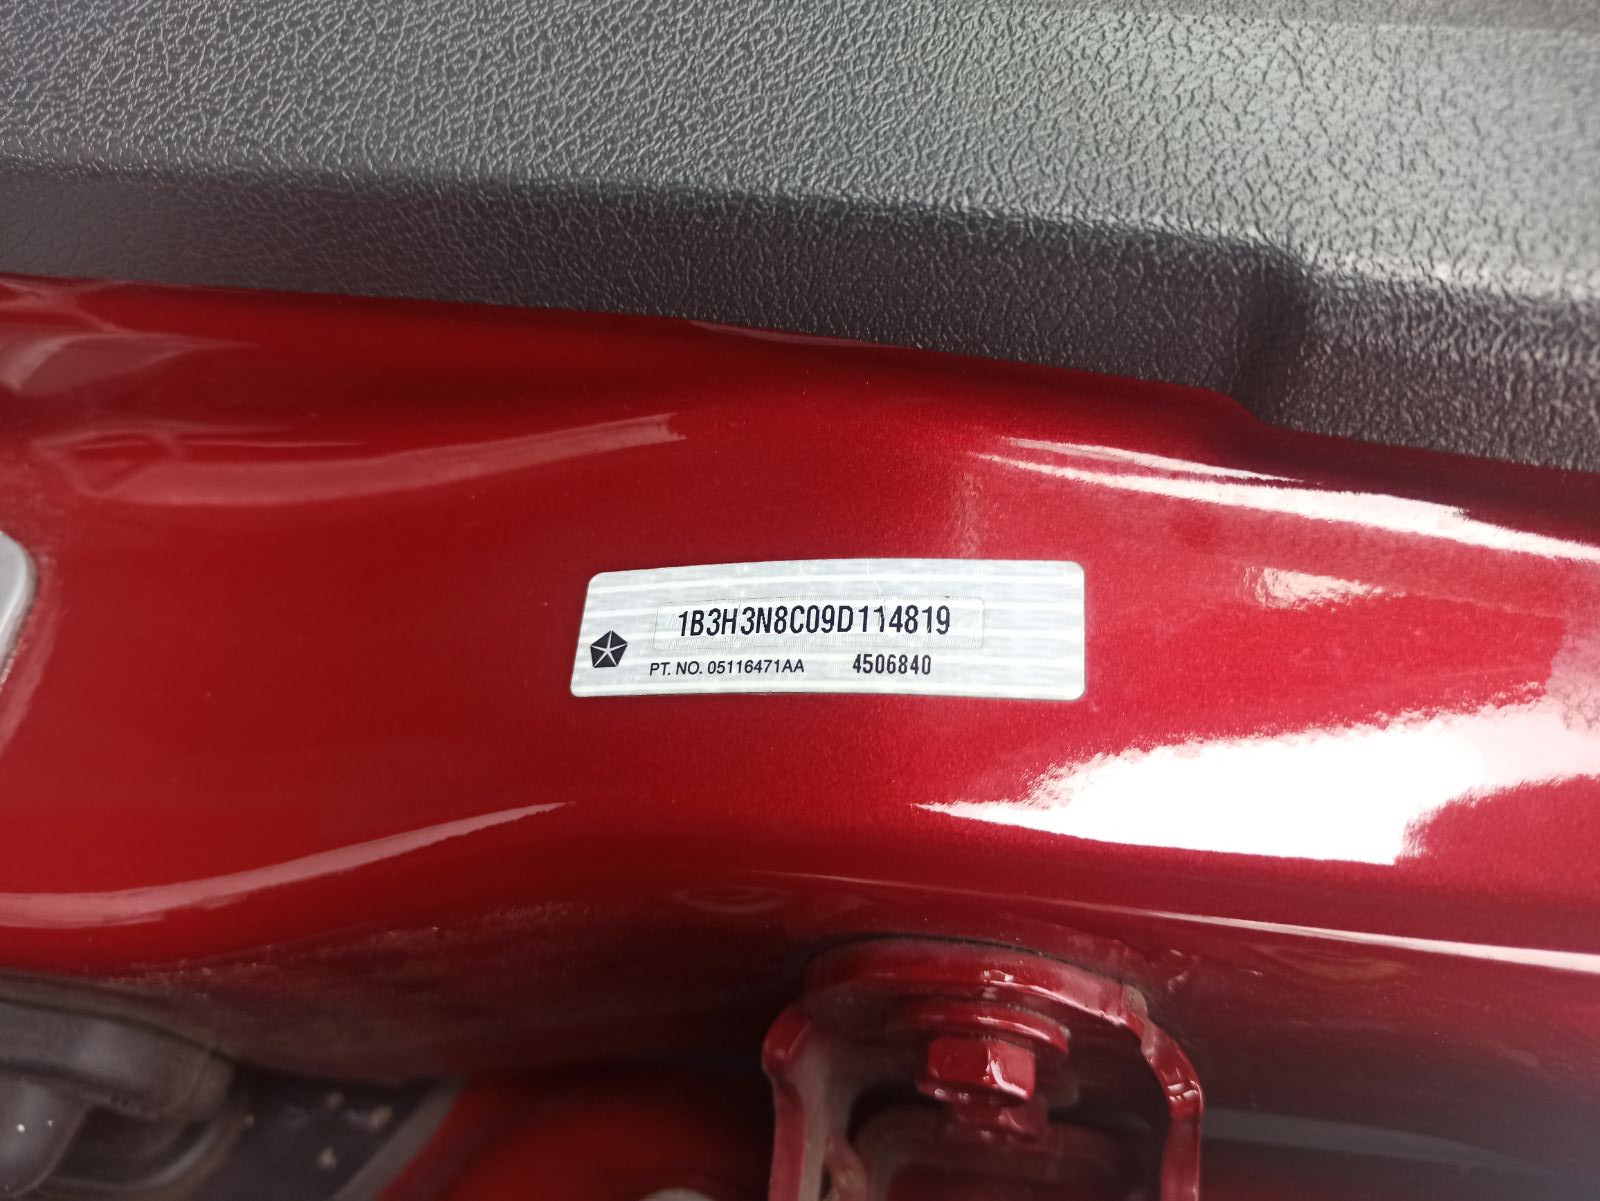 1B3H3N8C09D114819
PT. NO. 05116471AA 4506840